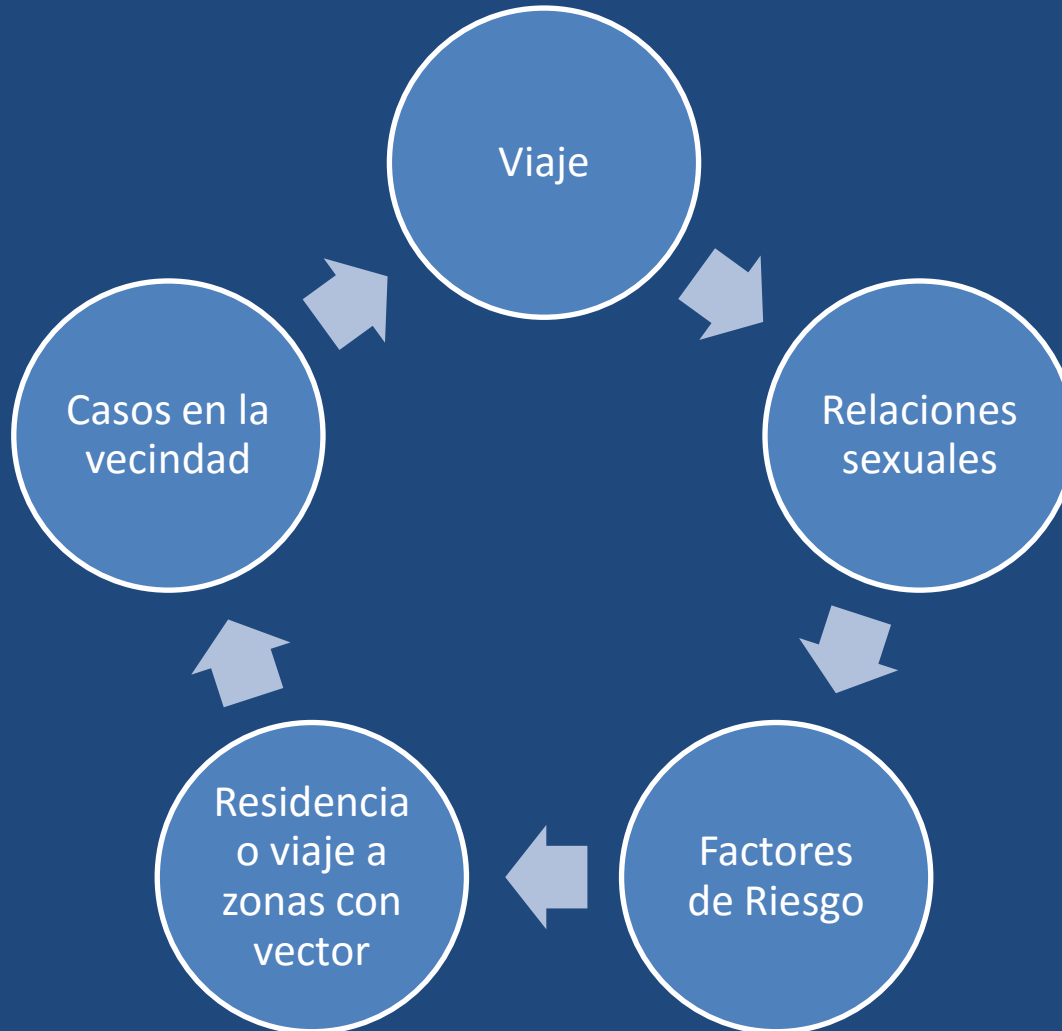 Viaje
Relaciones
sexuales
Factores
de Riesgo
Residencia
o viaje a
zonas con
vector
Casos en la
vecindad